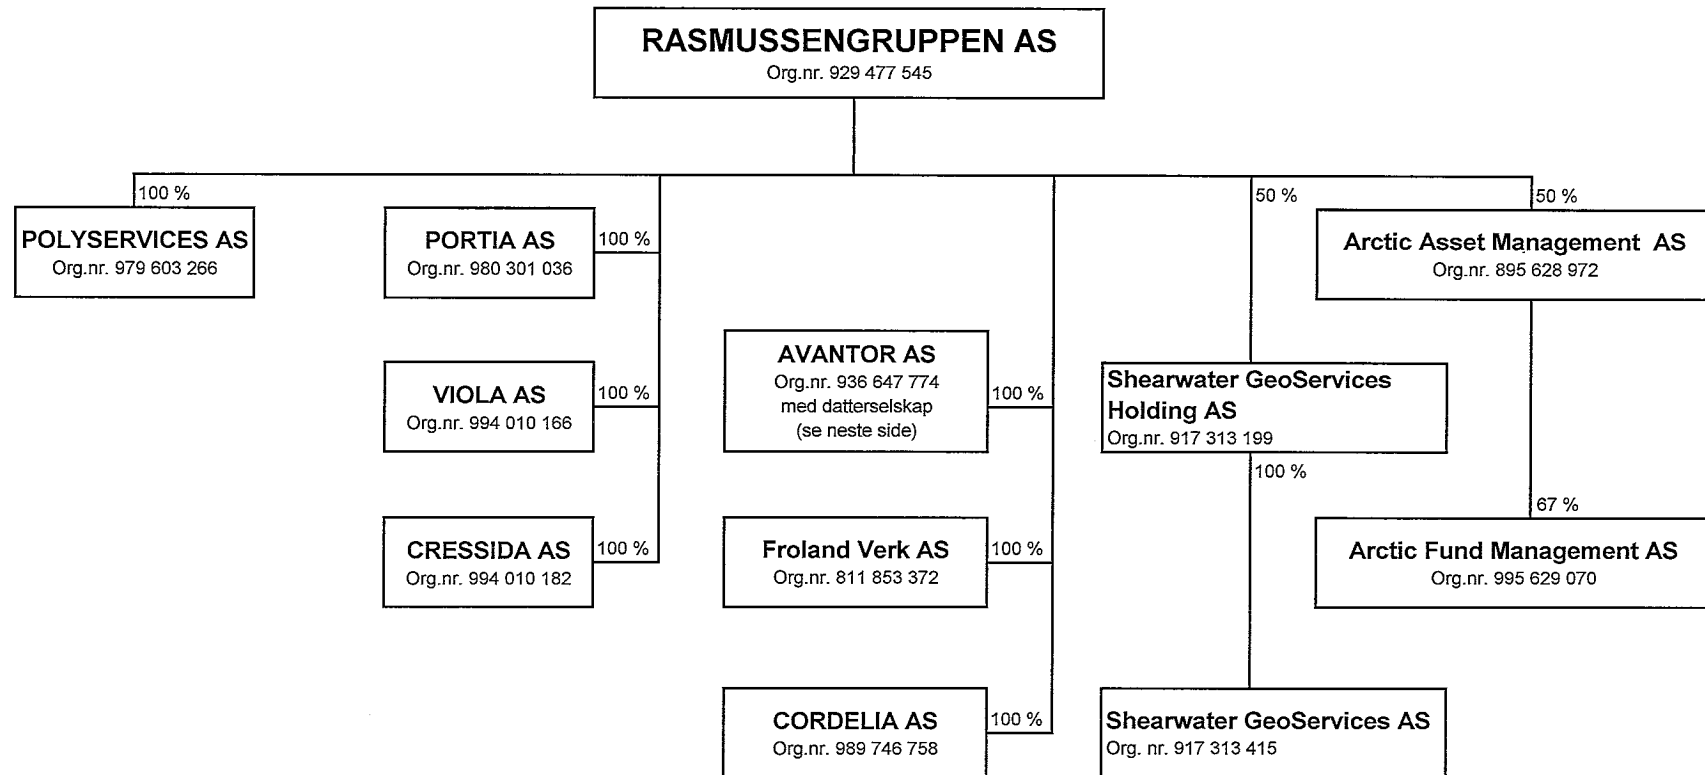 RASMUSSENGRUPPEN AS
Org.nr. 929 477 545
100 %
POLYSERVICES AS
Org.nr. 979 603 266
PORTIA AS
Org.nr. 980 301 036
100 %
VIOLA AS
Org.nr. 994 010 166
100 %
CRESSIDA AS
Org.nr. 994 010 182
100 %
AVANTOR AS
Org.nr. 936 647 774
med datterselskap
(se neste side)
100 %
Froland Verk AS
Org.nr. 811 853 372
100 %
CORDELIA AS
Org.nr. 989 746 758
100 %
50 %
Shearwater GeoServices
Holding AS
Org.nr. 917 313 199
100 %
Shearwater GeoServices AS
Org. nr. 917 313 415
50 %
Arctic Asset Management AS
Org.nr. 895 628 972
67 %
Arctic Fund Management AS
Org.nr. 995 629 070